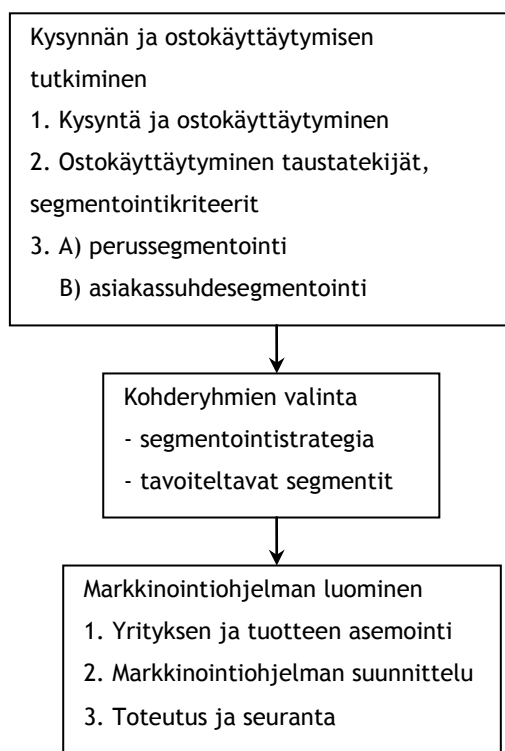 Kysynnän ja ostokäyttäytymisen
tutkiminen
1. Kysyntä ja ostokäyttäytyminen
2. Ostokäyttäytyminen taustatekijät,
segmentointikriteerit
3. A) perussegmentointi
B) asiakassuhdesegmentointi
Kohderyhmien valinta
- segmentointistrategia
- tavoiteltavat segmentit
Markkinointiohjelman luominen
1. Yrityksen ja tuotteen asemointi
2. Markkinointiohjelman suunnittelu
3. Toteutus ja seuranta